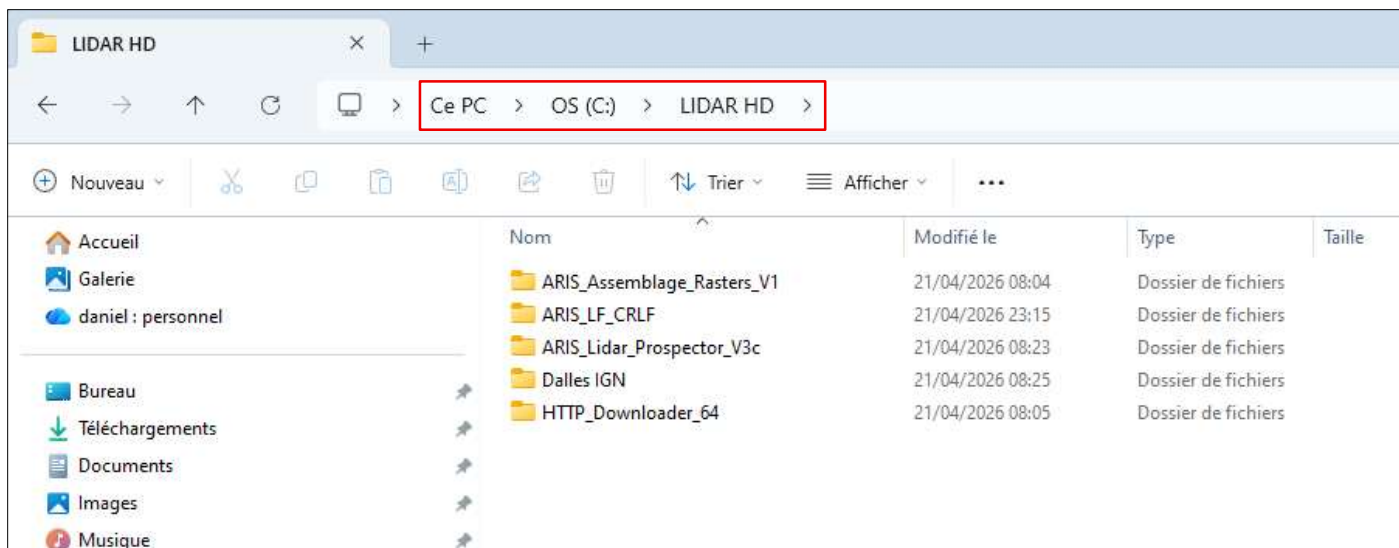 LIDAR HD
Ce PC > OS (C:) > LIDAR HD >
Nouveau Trier Afficher ...
Accueil
Galerie
daniel : personnel
Bureau
Téléchargements
Documents
Images
Musique
Nom Modifié le Type Taille
ARIS_Assemblage_Rasters_V1 21/04/2026 08:04 Dossier de fichiers
ARIS_LF_CRLF 21/04/2026 23:15 Dossier de fichiers
ARIS_Lidar_Prospector_V3c 21/04/2026 08:23 Dossier de fichiers
Dalles IGN 21/04/2026 08:25 Dossier de fichiers
HTTP_Downloader_64 21/04/2026 08:05 Dossier de fichiers